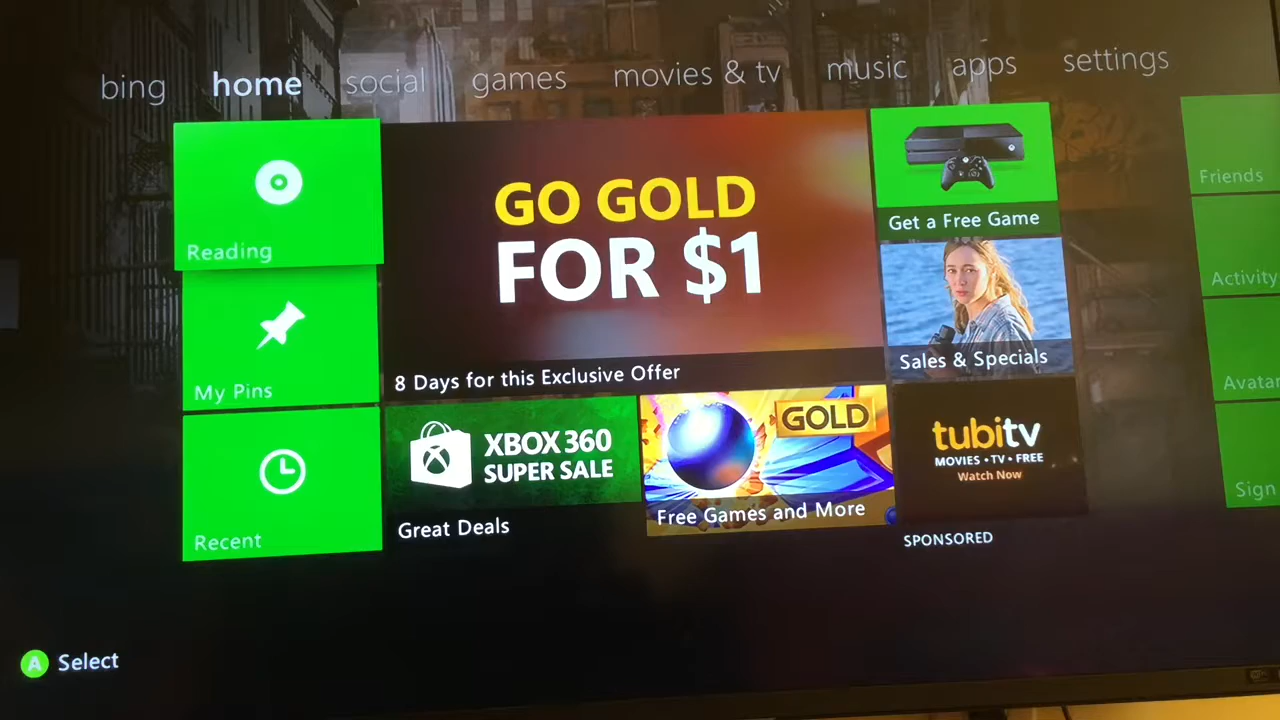 bing home social games movies & tv music apps settings
Reading
My Pins
Recent
GO GOLD
FOR $1
8 Days for this Exclusive Offer
XBOX 360
SUPER SALE
Great Deals
GOLD
Free Games and More
Get a Free Game
Sales & Specials
tubitv
MOVIES • TV • FREE
Watch Now
SPONSORED
Friends
Activity
Avatar
Sign
A Select